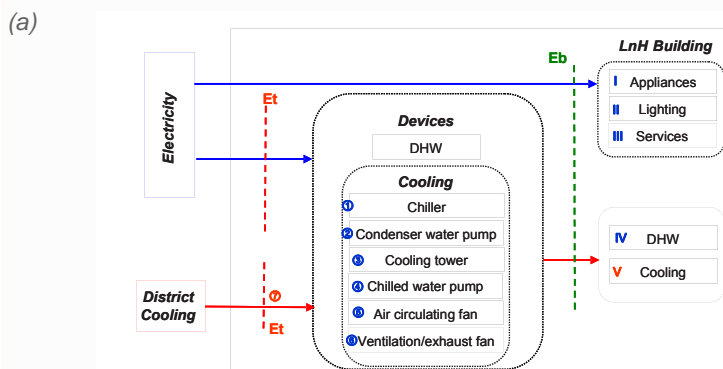 (a)
LnH Building
Eb
Electricity
Et
I Appliances
II Lighting
III Services
Devices
DHW
Cooling
① Chiller
② Condenser water pump
③ Cooling tower
④ Chilled water pump
⑤ Air circulating fan
⑥ Ventilation/exhaust fan
IV DHW
V Cooling
District
Cooling
⑦
Et